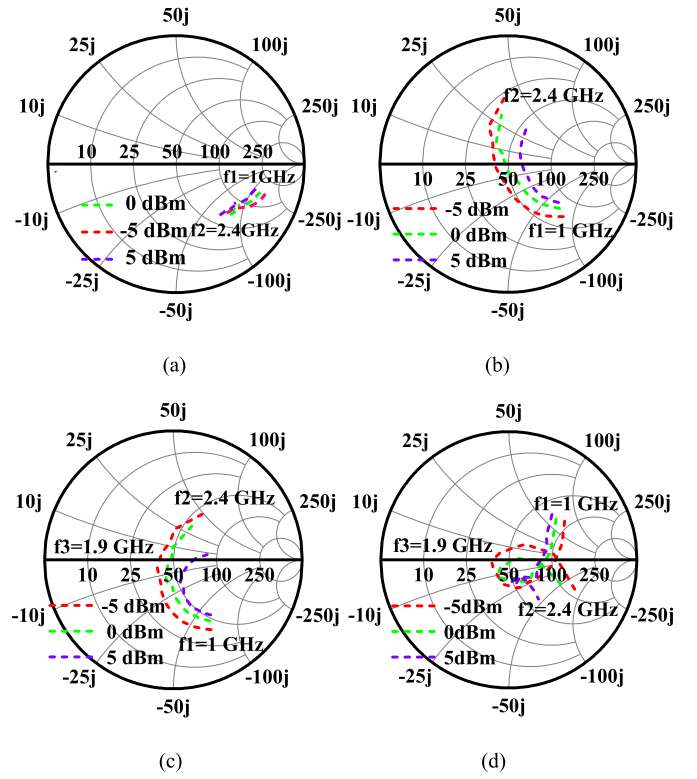 50j
25j
100j
10j
250j
10 25 50 100 250
f1=1GHz
0 dBm
-10j
-250j
-5 dBm
f2=2.4GHz
5 dBm
-25j
-100j
-50j
(a)
50j
25j
100j
f2=2.4 GHz
10j
250j
10 25 50 100 250
-5 dBm
-10j
-250j
0 dBm
f1=1 GHz
5 dBm
-25j
-100j
-50j
(b)
50j
25j
100j
f2=2.4 GHz
10j
250j
f3=1.9 GHz
10 25 50 100 250
-5 dBm
-10j
-250j
0 dBm
f1=1 GHz
5 dBm
-25j
-100j
-50j
(c)
50j
25j
100j
f1=1 GHz
10j
250j
f3=1.9 GHz
10 25 50 100 250
-5dBm
-10j
-250j
f2=2.4 GHz
0dBm
5dBm
-25j
-100j
-50j
(d)